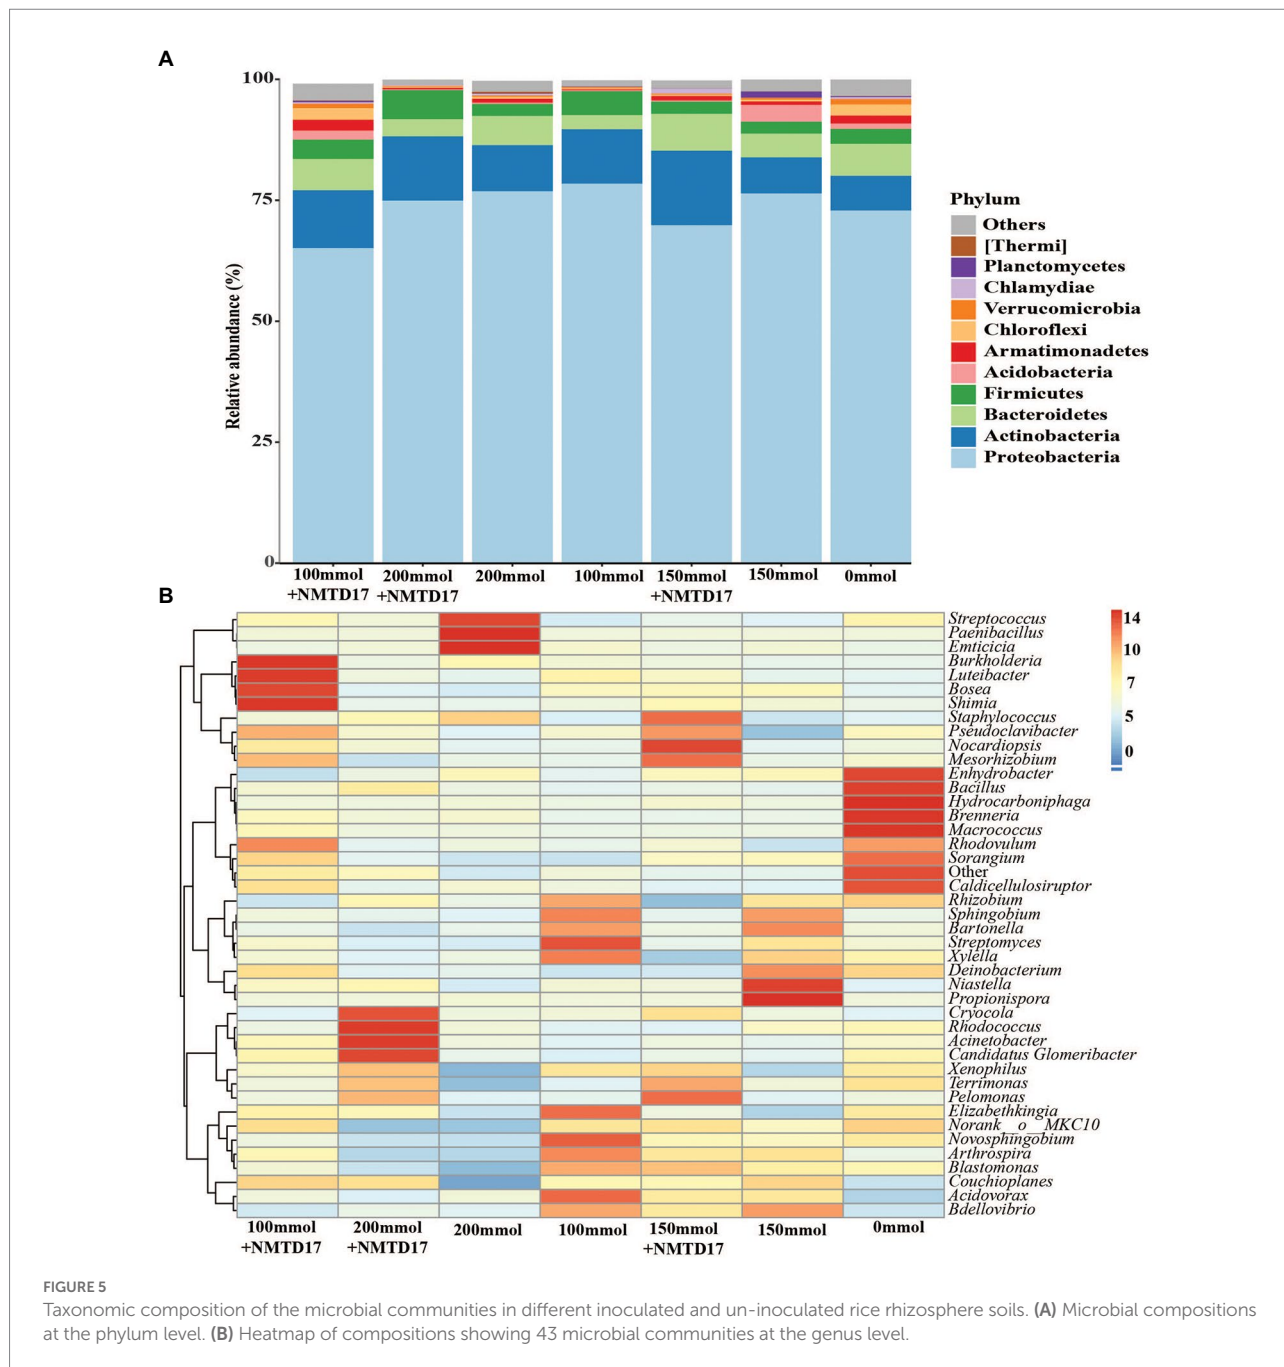 A
100
75
50
25
0
Relative abundance (%)
100mmol
+NMTD17
200mmol
+NMTD17
200mmol
100mmol
150mmol
+NMTD17
150mmol
0mmol
Phylum
Others
[Thermi]
Planctomycetes
Chlamydiae
Verrucomicrobia
Chloroflexi
Armatimonadetes
Acidobacteria
Firmicutes
Bacteroidetes
Actinobacteria
Proteobacteria
B
Streptococcus
Paenibacillus
Emticicia
Burkholderia
Luteibacter
Bosea
Shimia
Staphylococcus
Pseudoclavibacter
Nocardiopsis
Mesorhizobium
Enhydrobacter
Bacillus
Hydrocarboniphaga
Brenneria
Macrococcus
Rhodovulum
Sorangium
Other
Caldicellulosiruptor
Rhizobium
Sphingobium
Bartonella
Streptomyces
Xylella
Deinobacterium
Niastella
Propionispora
Cryocola
Rhodococcus
Acinetobacter
Candidatus Glomeribacter
Xenophilus
Terrimonas
Pelomonas
Elizabethkingia
Norank_o_MKC10
Novosphingobium
Arthrospira
Blastomonas
Couchioplanes
Acidovorax
Bdellovibrio
14
10
7
5
0
100mmol
+NMTD17
200mmol
+NMTD17
200mmol
100mmol
150mmol
+NMTD17
150mmol
0mmol
FIGURE 5
Taxonomic composition of the microbial communities in different inoculated and un-inoculated rice rhizosphere soils. (A) Microbial compositions
at the phylum level. (B) Heatmap of compositions showing 43 microbial communities at the genus level.